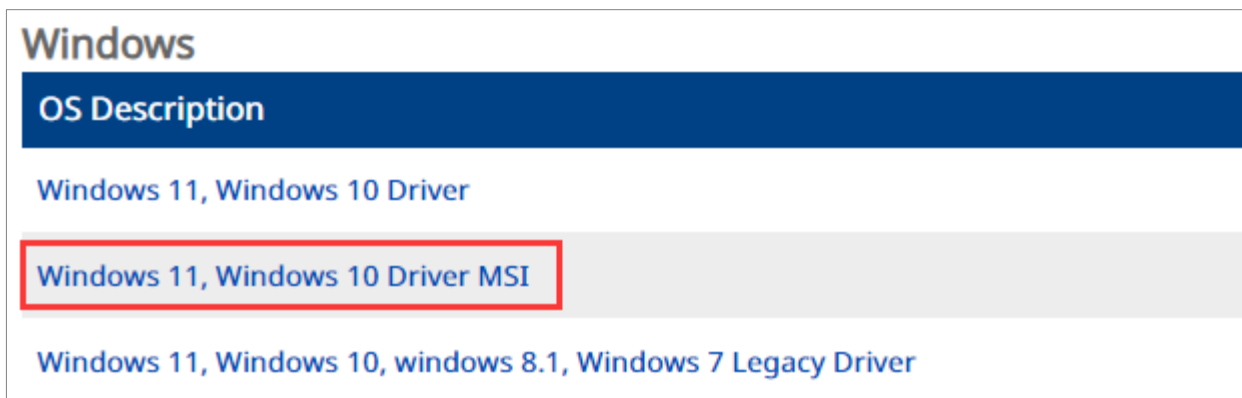 Windows
OS Description
Windows 11, Windows 10 Driver
Windows 11, Windows 10 Driver MSI
Windows 11, Windows 10, windows 8.1, Windows 7 Legacy Driver